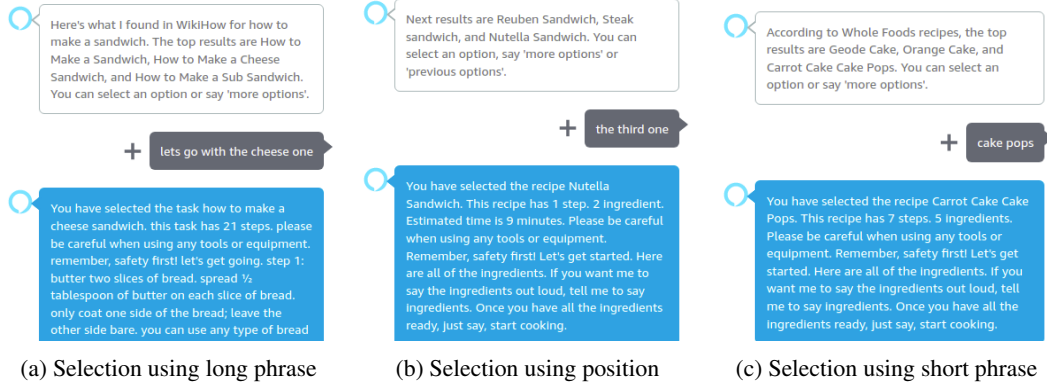 Here's what I found in WikiHow for how to
make a sandwich. The top results are How to
Make a Sandwich, How to Make a Cheese
Sandwich, and How to Make a Sub Sandwich.
You can select an option or say 'more options'.
lets go with the cheese one
You have selected the task how to make a
cheese sandwich. this task has 21 steps. please
be careful when using any tools or equipment.
remember, safety first! let's get going. step 1:
butter two slices of bread. spread ½
tablespoon of butter on each slice of bread.
only coat one side of the bread; leave the
other side bare. you can use any type of bread
(a) Selection using long phrase
Next results are Reuben Sandwich, Steak
sandwich, and Nutella Sandwich. You can
select an option, say 'more options' or
'previous options'.
the third one
You have selected the recipe Nutella
Sandwich. This recipe has 1 step. 2 ingredient.
Estimated time is 9 minutes. Please be careful
when using any tools or equipment.
Remember, safety first! Let's get started. Here
are all of the ingredients. If you want me to
say the ingredients out loud, tell me to say
ingredients. Once you have all the ingredients
ready, just say, start cooking.
(b) Selection using position
According to Whole Foods recipes, the top
results are Geode Cake, Orange Cake, and
Carrot Cake Cake Pops. You can select an
option or say 'more options'.
cake pops
You have selected the recipe Carrot Cake Cake
Pops. This recipe has 7 steps. 5 ingredients.
Please be careful when using any tools or
equipment. Remember, safety first! Let's get
started. Here are all of the ingredients. If you
want me to say the ingredients out loud, tell
me to say ingredients. Once you have all the
ingredients ready, just say, start cooking.
(c) Selection using short phrase